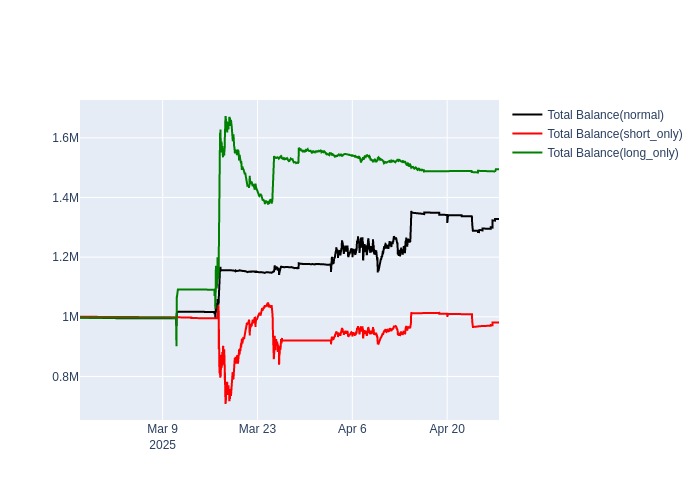 Total Balance(normal)
Total Balance(short_only)
Total Balance(long_only)
1.6M
1.4M
1.2M
1M
0.8M
Mar 9
2025
Mar 23
Apr 6
Apr 20